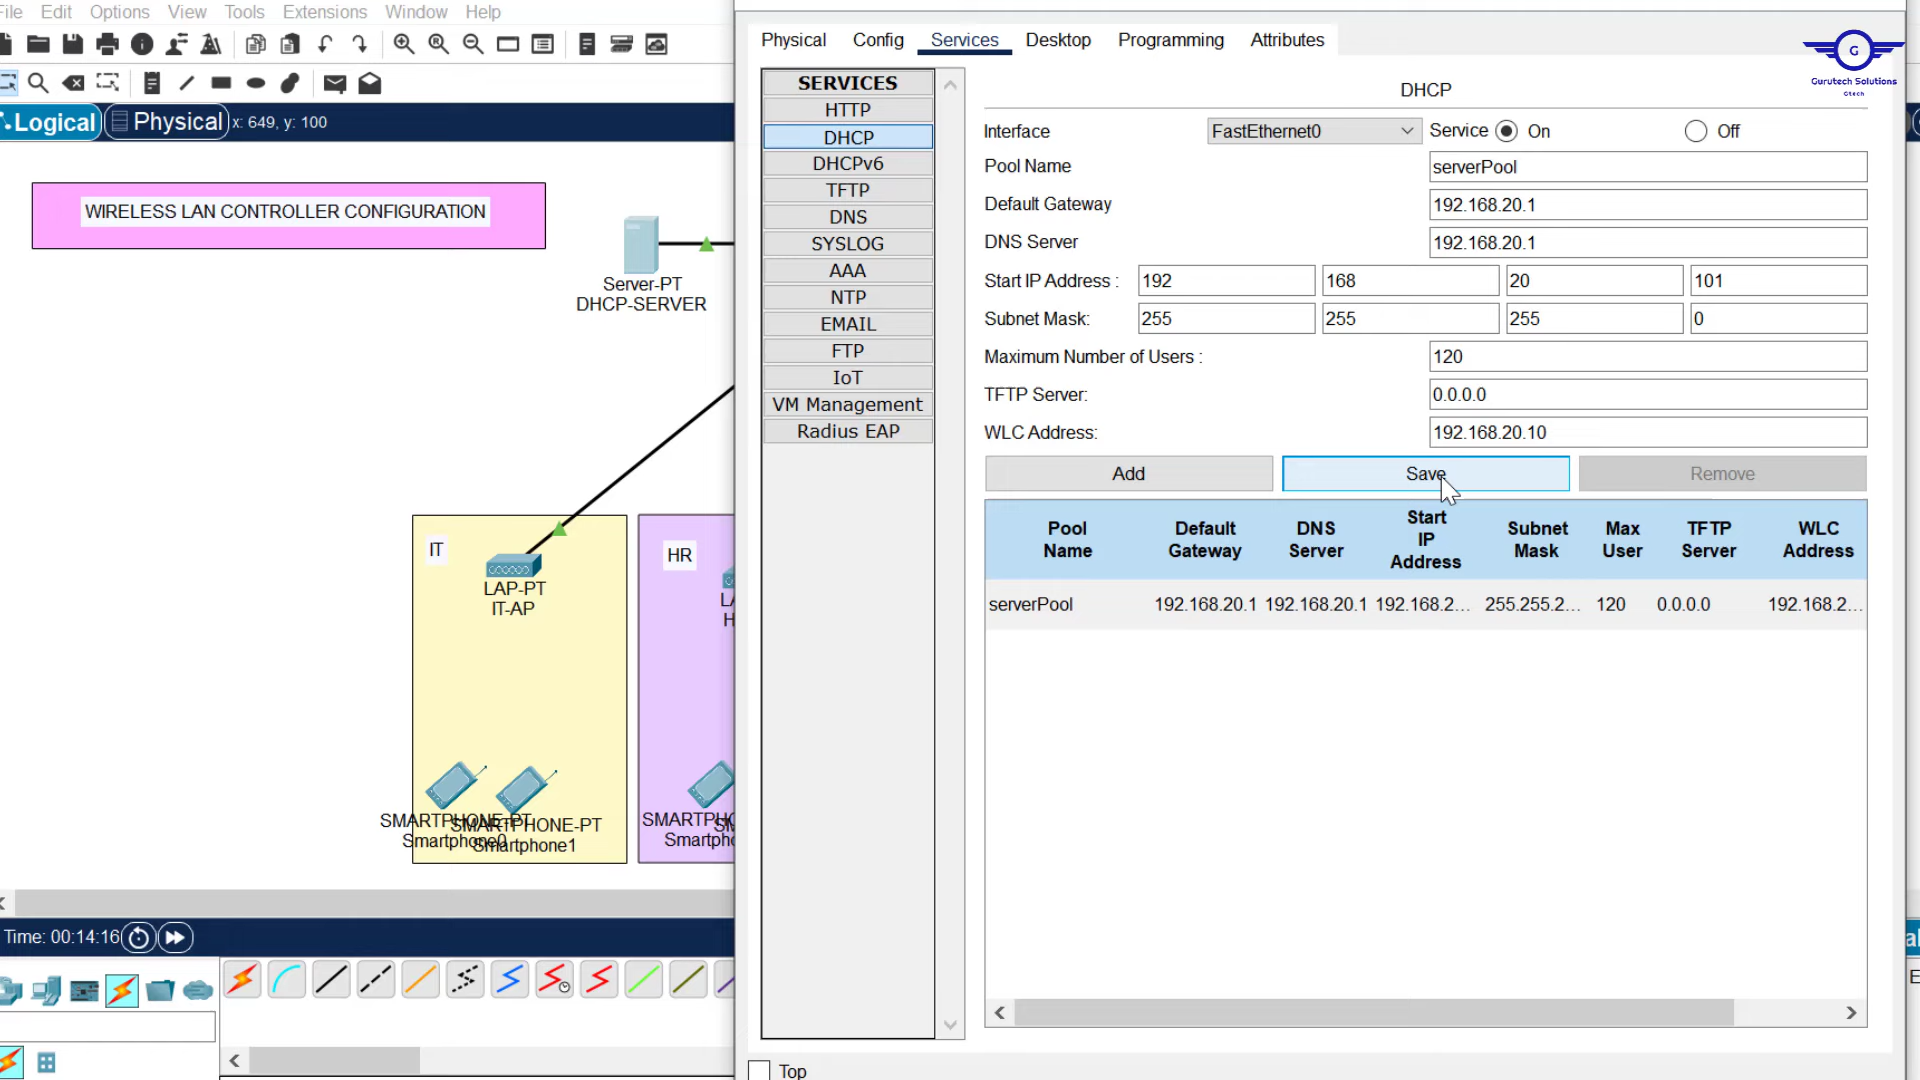 File Edit Options View Tools Extensions Window Help
Logical Physical x: 649, y: 100
WIRELESS LAN CONTROLLER CONFIGURATION
Server-PT
DHCP-SERVER
IT
HR
LAP-PT
IT-AP
SMARTPHONE-PT
Smartphone0
SMARTPHONE-PT
Smartphone1
Time: 00:14:16
Physical Config Services Desktop Programming Attributes
G
Gurutech Solutions
Gtech
SERVICES
HTTP
DHCP
DHCPv6
TFTP
DNS
SYSLOG
AAA
NTP
EMAIL
FTP
IoT
VM Management
Radius EAP
DHCP
Interface FastEthernet0 Service On Off
Pool Name serverPool
Default Gateway 192.168.20.1
DNS Server 192.168.20.1
Start IP Address : 192 168 20 101
Subnet Mask: 255 255 255 0
Maximum Number of Users : 120
TFTP Server: 0.0.0.0
WLC Address: 192.168.20.10
Add Save Remove
Pool Name Default Gateway DNS Server Start IP Address Subnet Mask Max User TFTP Server WLC Address
serverPool 192.168.20.1 192.168.20.1 192.168.2... 255.255.2... 120 0.0.0.0 192.168.2...
Top